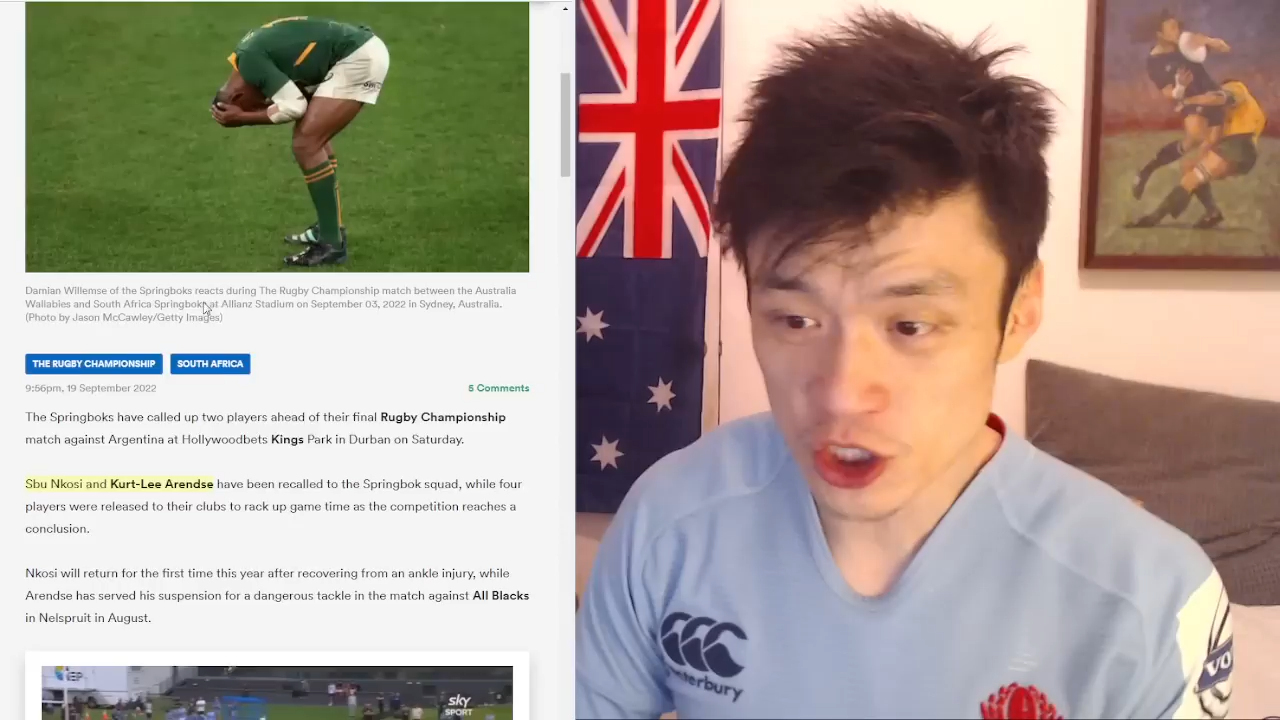 Damian Willemse of the Springboks reacts during The Rugby Championship match between the Australia
Wallabies and South Africa Springboks at Allianz Stadium on September 03, 2022 in Sydney, Australia.
(Photo by Jason McCawley/Getty Images)
THE RUGBY CHAMPIONSHIP SOUTH AFRICA
9:56pm, 19 September 2022 5 Comments
The Springboks have called up two players ahead of their final Rugby Championship
match against Argentina at Hollywoodbets Kings Park in Durban on Saturday.
Sbu Nkosi and Kurt-Lee Arendse have been recalled to the Springbok squad, while four
players were released to their clubs to rack up game time as the competition reaches a
conclusion.
Nkosi will return for the first time this year after recovering from an ankle injury, while
Arendse has served his suspension for a dangerous tackle in the match against All Blacks
in Nelspruit in August.
sky
SPORT
canterbury
VO